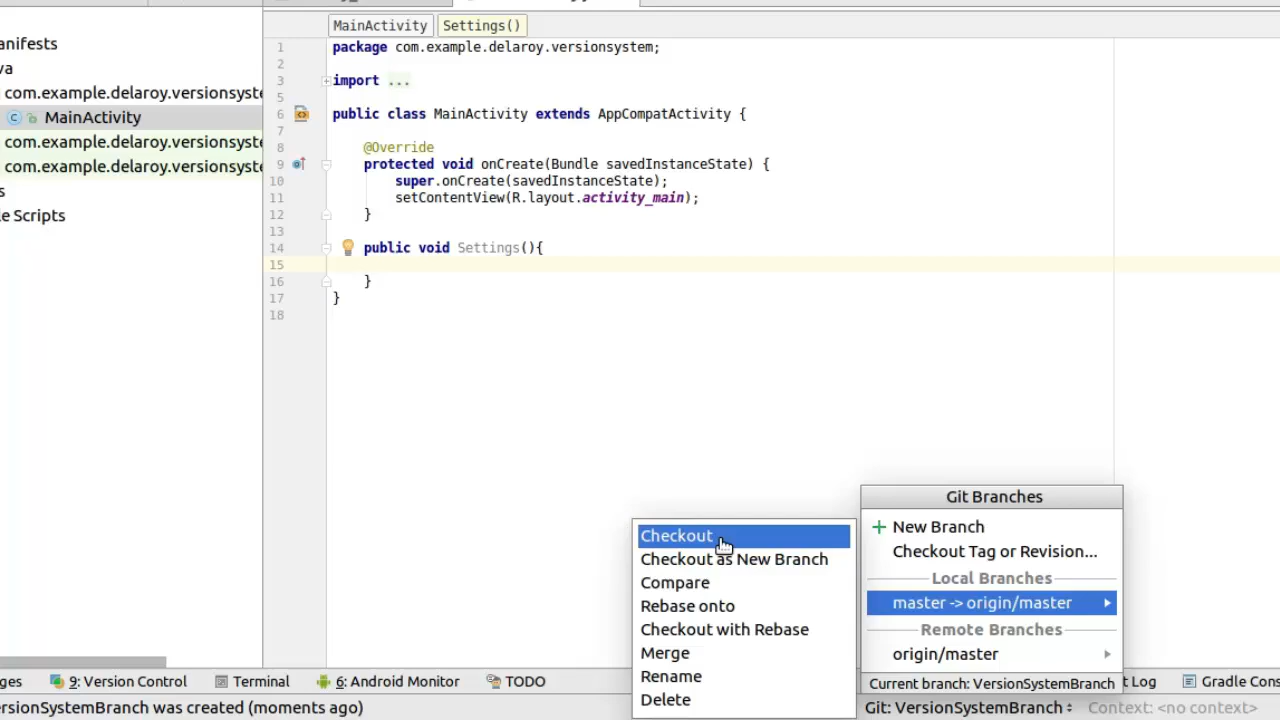 MainActivity Settings()
anifests
va
com.example.delaroy.versionsyste
MainActivity
com.example.delaroy.versionsyste
com.example.delaroy.versionsyste
s
le Scripts
1 package com.example.delaroy.versionsystem;
2
3 import ...
5
6 public class MainActivity extends AppCompatActivity {
7
8 @Override
9 protected void onCreate(Bundle savedInstanceState) {
10 super.onCreate(savedInstanceState);
11 setContentView(R.layout.activity_main);
12 }
13
14 public void Settings(){
15
16 }
17 }
18
Checkout
Checkout as New Branch
Compare
Rebase onto
Checkout with Rebase
Merge
Rename
Delete
Git Branches
New Branch
Checkout Tag or Revision...
Local Branches
master -> origin/master
Remote Branches
origin/master
Current branch: VersionSystemBranch
ges 9: Version Control Terminal 6: Android Monitor TODO t Log Gradle Cons
ersionSystemBranch was created (moments ago) Git: VersionSystemBranch Context: <no context>